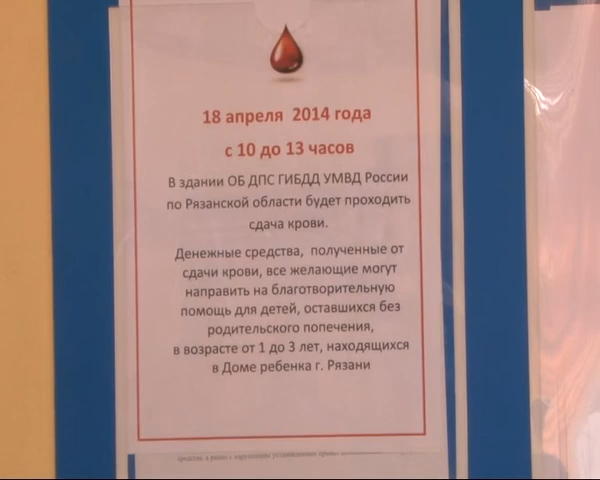 18 апреля 2014 года
с 10 до 13 часов
В здании ОБ ДПС ГИБДД УМВД России
по Рязанской области будет проходить
сдача крови.
Денежные средства, полученные от
сдачи крови, все желающие могут
направить на благотворительную
помощь для детей, оставшихся без
родительского попечения,
в возрасте от 1 до 3 лет, находящихся
в Доме ребенка г. Рязани